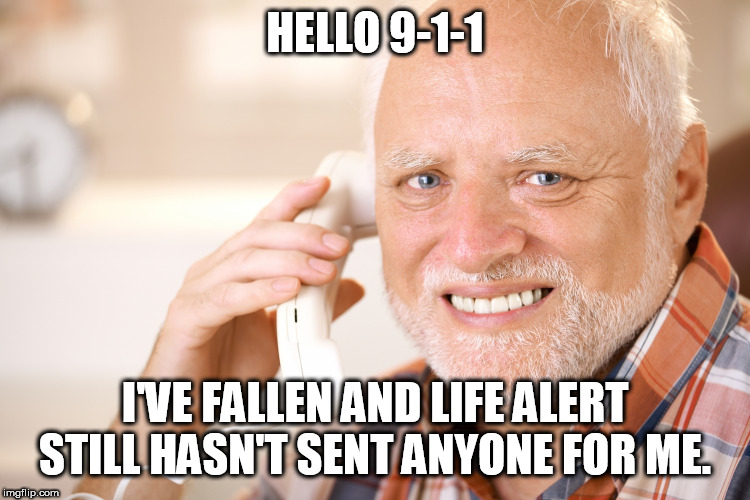 HELLO 9-1-1
I'VE FALLEN AND LIFE ALERT
STILL HASN'T SENT ANYONE FOR ME.
imgflip.com